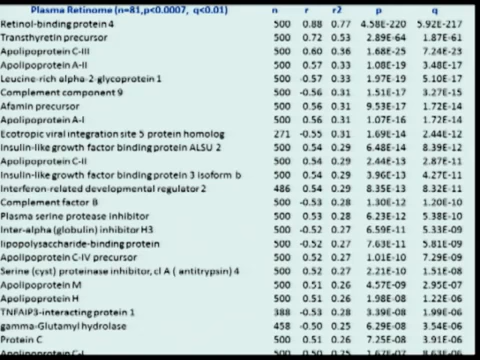 Plasma Retinome (n=81,p<0.0007, q<0.01) n r r2 p q
Retinol-binding protein 4 500 0.88 0.77 4.58E-220 5.92E-217
Transthyretin precursor 500 0.72 0.53 2.89E-64 1.87E-61
Apolipoprotein C-III 500 0.60 0.36 1.68E-25 7.24E-23
Apolipoprotein A-II 500 0.57 0.33 1.08E-19 3.48E-17
Leucine-rich alpha-2-glycoprotein 1 500 -0.57 0.33 1.97E-19 5.10E-17
Complement component 9 500 -0.56 0.31 1.51E-17 3.27E-15
Afamin precursor 500 0.56 0.31 9.53E-17 1.72E-14
Apolipoprotein A-I 500 0.56 0.31 1.07E-16 1.72E-14
Ecotropic viral integration site 5 protein homolog 271 -0.55 0.31 1.69E-14 2.44E-12
Insulin-like growth factor binding protein ALSU 2 500 0.54 0.29 6.48E-14 8.39E-12
Apolipoprotein C-II 500 0.54 0.29 2.44E-13 2.87E-11
Insulin-like growth factor binding protein 3 isoform b 500 0.54 0.29 3.96E-13 4.27E-11
Interferon-related developmental regulator 2 486 0.54 0.29 8.35E-13 8.32E-11
Complement factor B 500 -0.53 0.28 1.30E-12 1.20E-10
Plasma serine protease inhibitor 500 0.53 0.28 6.23E-12 5.38E-10
Inter-alpha (globulin) inhibitor H3 500 -0.52 0.27 6.59E-11 5.33E-09
lipopolysaccharide-binding protein 500 -0.52 0.27 7.63E-11 5.81E-09
Apolipoprotein C-IV precursor 500 0.52 0.27 1.01E-10 7.29E-09
Serine (cyst) proteinase inhibitor, cl A ( antitrypsin) 4 500 0.52 0.27 2.21E-10 1.51E-08
Apolipoprotein M 500 0.51 0.26 4.57E-09 2.95E-07
Apolipoprotein H 500 0.51 0.26 1.98E-08 1.22E-06
TNFAIP3-interacting protein 1 388 -0.53 0.28 3.39E-08 1.99E-06
gamma-Glutamyl hydrolase 458 -0.50 0.25 6.29E-08 3.54E-06
Protein C 500 0.51 0.26 7.25E-08 3.91E-06
Apolipoprotein C-I 500 0.50 0.25 1.67E-07 8.63E-06